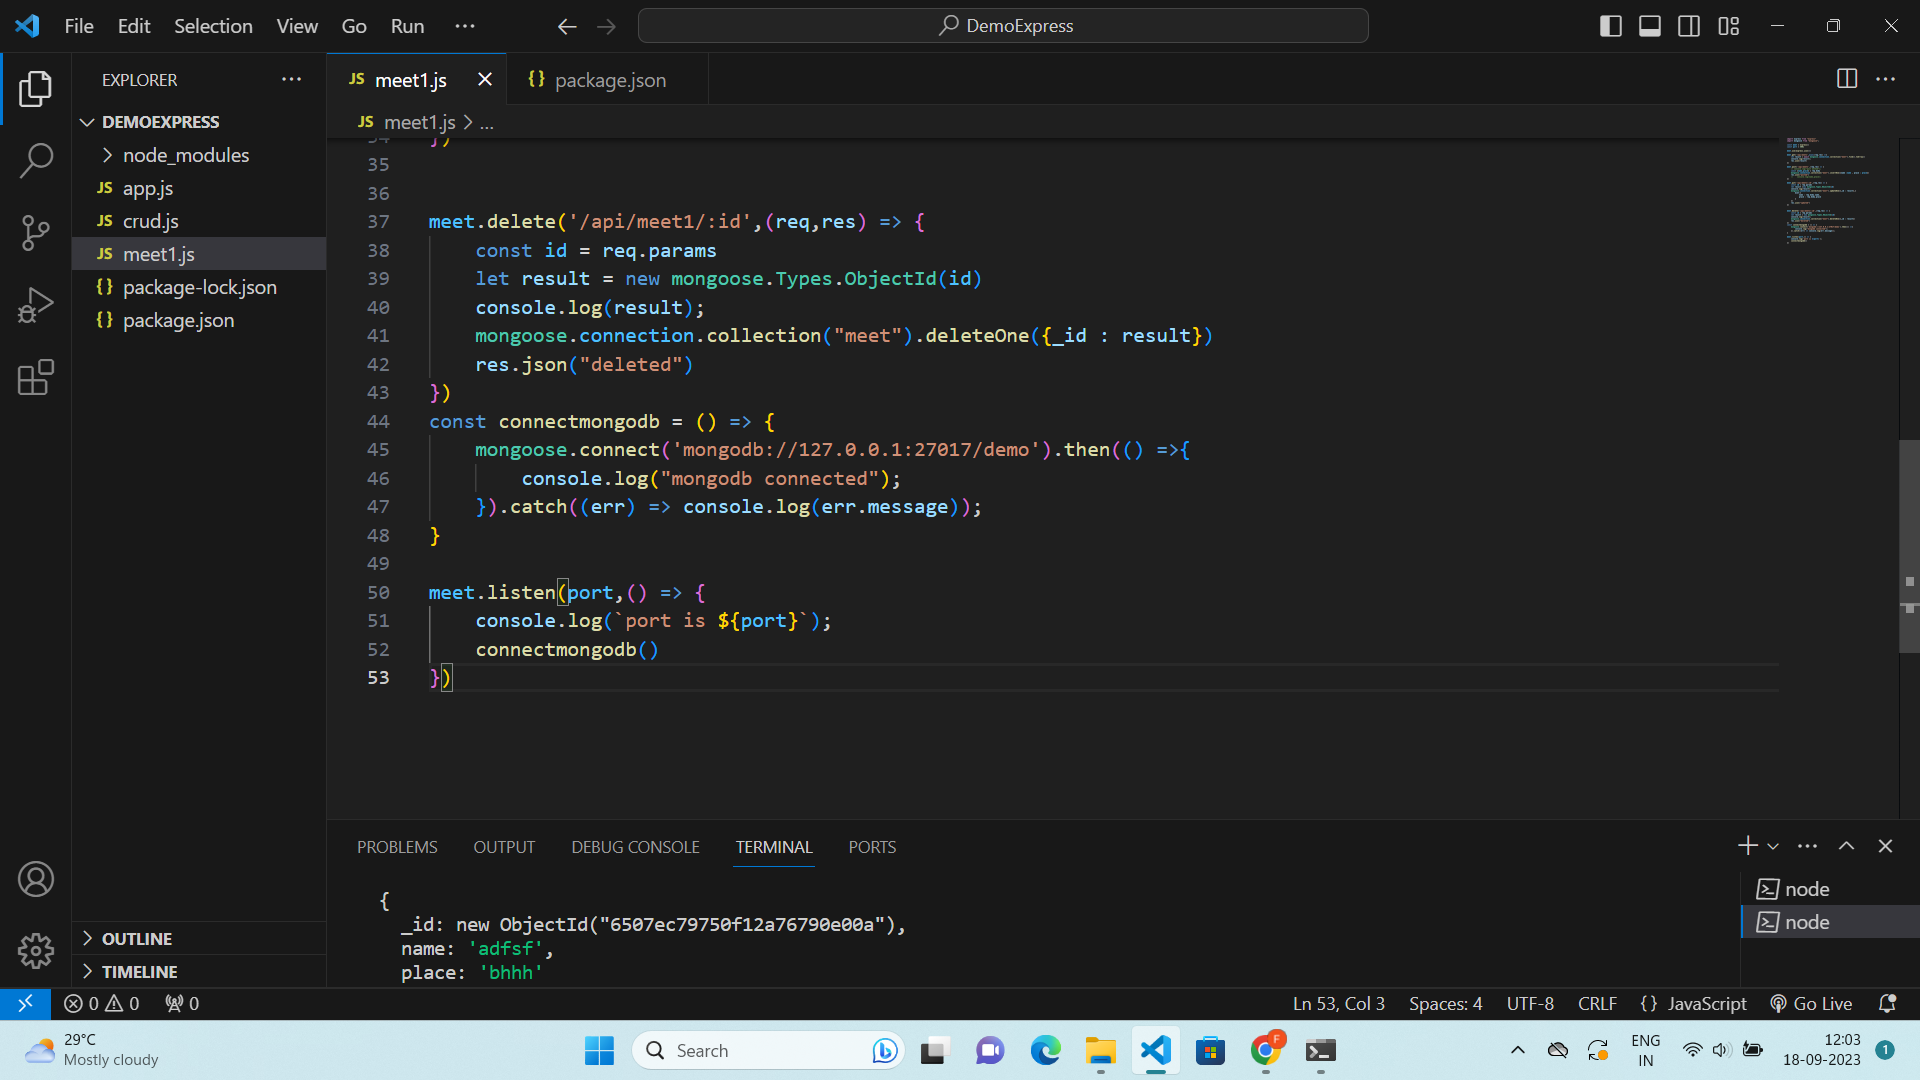 File Edit Selection View Go Run ···
DemoExpress
EXPLORER
DEMOEXPRESS
node_modules
JS app.js
JS crud.js
JS meet1.js
{} package-lock.json
{} package.json
OUTLINE
TIMELINE
JS meet1.js
{} package.json
JS meet1.js > ...
34 })
35
36
37 meet.delete('/api/meet1/:id',(req,res) => {
38 const id = req.params
39 let result = new mongoose.Types.ObjectId(id)
40 console.log(result);
41 mongoose.connection.collection("meet").deleteOne({_id : result})
42 res.json("deleted")
43 })
44 const connectmongodb = () => {
45 mongoose.connect('mongodb://127.0.0.1:27017/demo').then(() =>{
46 console.log("mongodb connected");
47 }).catch((err) => console.log(err.message));
48 }
49
50 meet.listen(port,() => {
51 console.log(`port is ${port}`);
52 connectmongodb()
53 })
PROBLEMS OUTPUT DEBUG CONSOLE TERMINAL PORTS
{
_id: new ObjectId("6507ec79750f12a76790e00a"),
name: 'adfsf',
place: 'bhhh'
node
node
0 0 0
Ln 53, Col 3 Spaces: 4 UTF-8 CRLF {} JavaScript Go Live
29°C
Mostly cloudy
Search
F
ENG
IN
12:03
18-09-2023
1